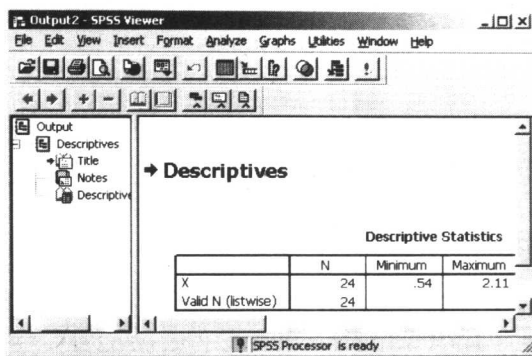 Output2 - SPSS Viewer
File Edit View Insert Format Analyze Graphs Utilities Window Help
Output
Descriptives
Title
Notes
Descriptive
Descriptives
Descriptive Statistics
N Minimum Maximum
X 24 .54 2.11
Valid N (listwise) 24
SPSS Processor is ready